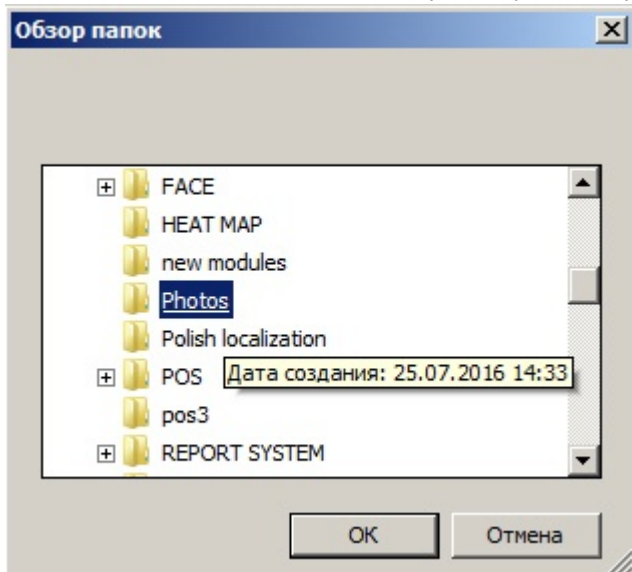 Обзор папок
FACE
HEAT MAP
new modules
Photos
Polish localization
POS
Дата создания: 25.07.2016 14:33
pos3
REPORT SYSTEM
OK
Отмена